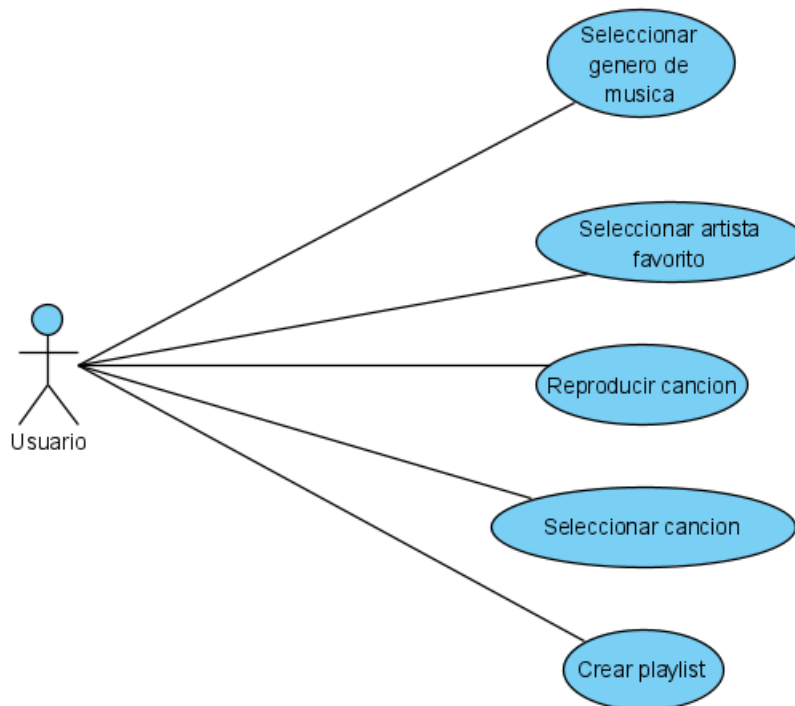 Seleccionar
genero de
musica
Seleccionar artista
favorito
Reproducir cancion
Usuario
Seleccionar cancion
Crear playlist